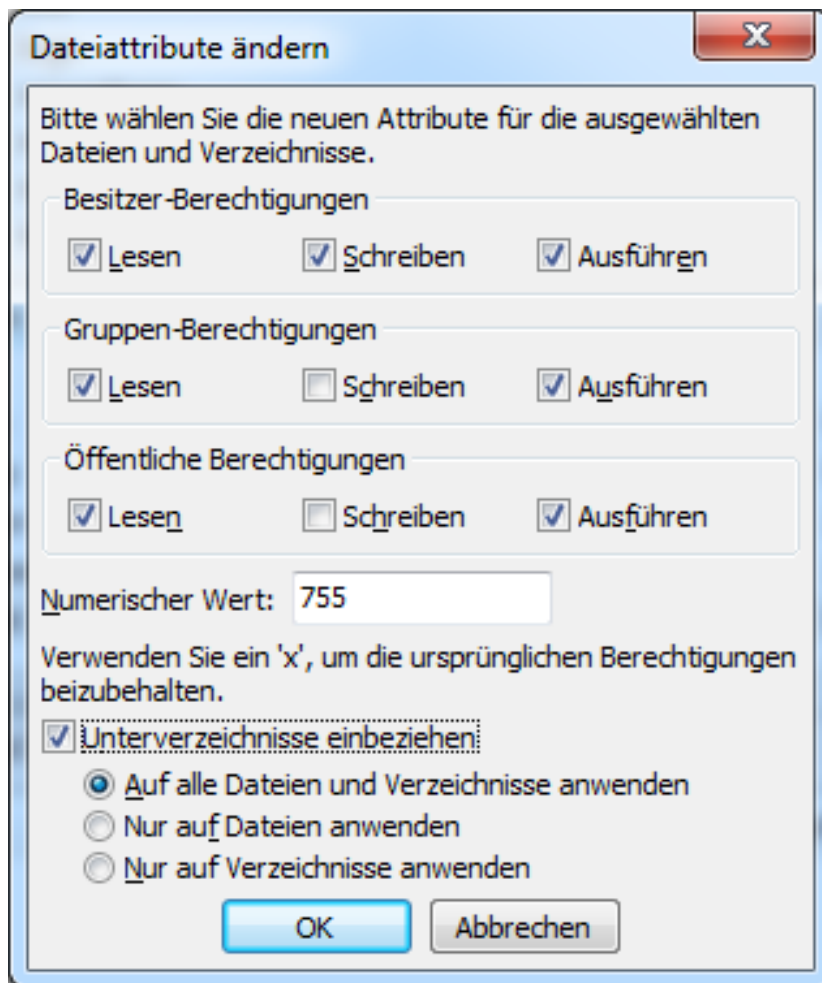 Dateiattribute ändern
Bitte wählen Sie die neuen Attribute für die ausgewählten
Dateien und Verzeichnisse.
Besitzer-Berechtigungen
Lesen Schreiben Ausführen
Gruppen-Berechtigungen
Lesen Schreiben Ausführen
Öffentliche Berechtigungen
Lesen Schreiben Ausführen
Numerischer Wert: 755
Verwenden Sie ein 'x', um die ursprünglichen Berechtigungen
beizubehalten.
Unterverzeichnisse einbeziehen
Auf alle Dateien und Verzeichnisse anwenden
Nur auf Dateien anwenden
Nur auf Verzeichnisse anwenden
OK Abbrechen